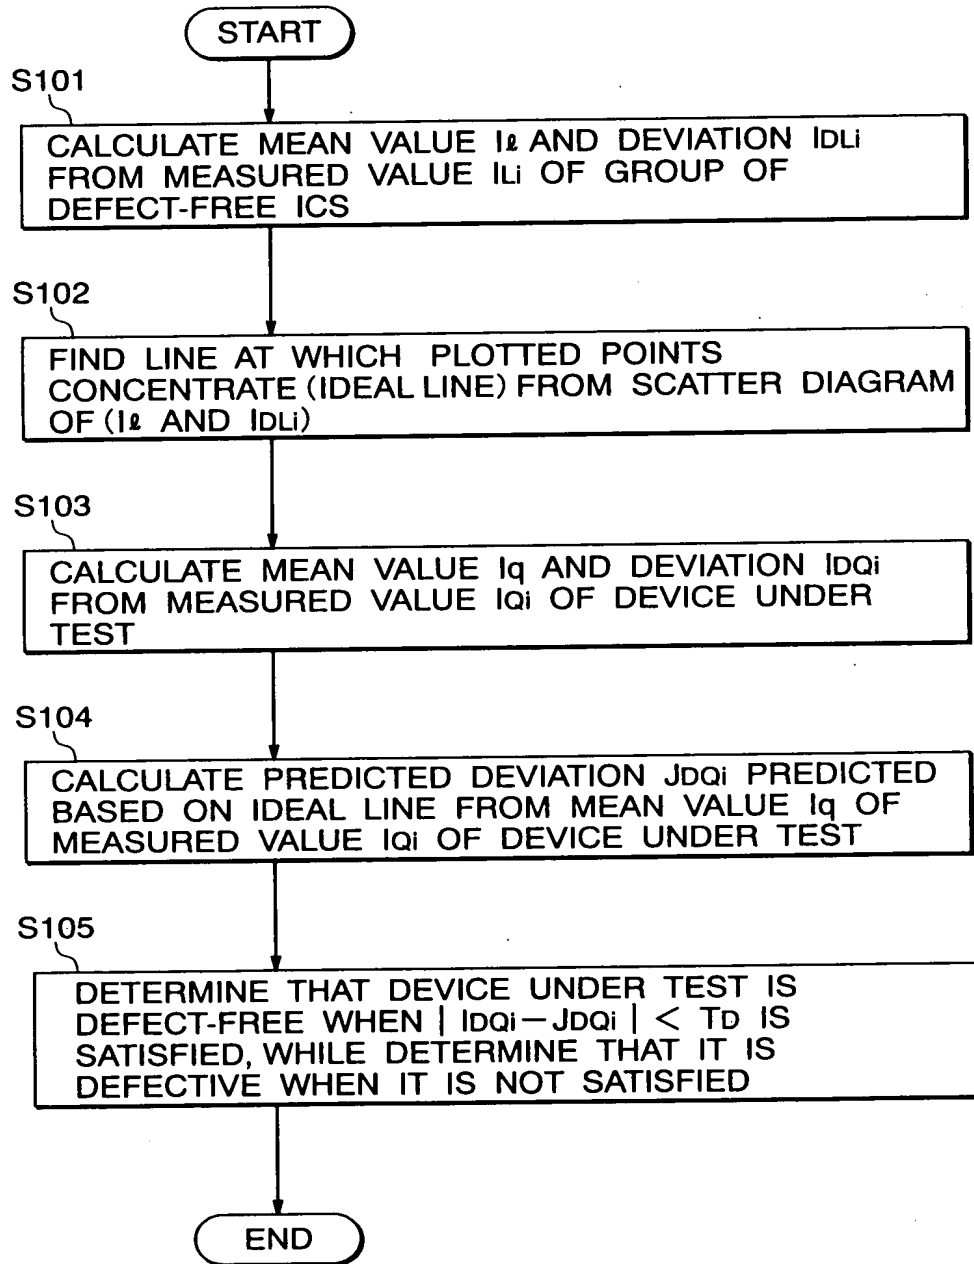 START
S101
CALCULATE MEAN VALUE Iℓ AND DEVIATION IDLi
FROM MEASURED VALUE ILi OF GROUP OF
DEFECT-FREE ICS
S102
FIND LINE AT WHICH PLOTTED POINTS
CONCENTRATE (IDEAL LINE) FROM SCATTER DIAGRAM
OF (Iℓ AND IDLi)
S103
CALCULATE MEAN VALUE Iq AND DEVIATION IDQi
FROM MEASURED VALUE IQi OF DEVICE UNDER
TEST
S104
CALCULATE PREDICTED DEVIATION JDQi PREDICTED
BASED ON IDEAL LINE FROM MEAN VALUE Iq OF
MEASURED VALUE IQi OF DEVICE UNDER TEST
S105
DETERMINE THAT DEVICE UNDER TEST IS
DEFECT-FREE WHEN | IDQi－JDQi | < TD IS
SATISFIED, WHILE DETERMINE THAT IT IS
DEFECTIVE WHEN IT IS NOT SATISFIED
END